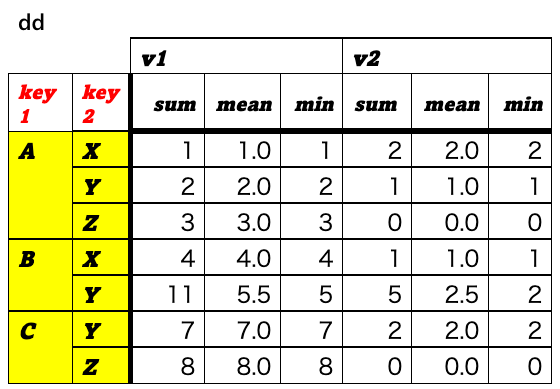 dd
v1 v2
key 1 key 2 sum mean min sum mean min
A X 1 1.0 1 2 2.0 2
Y 2 2.0 2 1 1.0 1
Z 3 3.0 3 0 0.0 0
B X 4 4.0 4 1 1.0 1
Y 11 5.5 5 5 2.5 2
C Y 7 7.0 7 2 2.0 2
Z 8 8.0 8 0 0.0 0